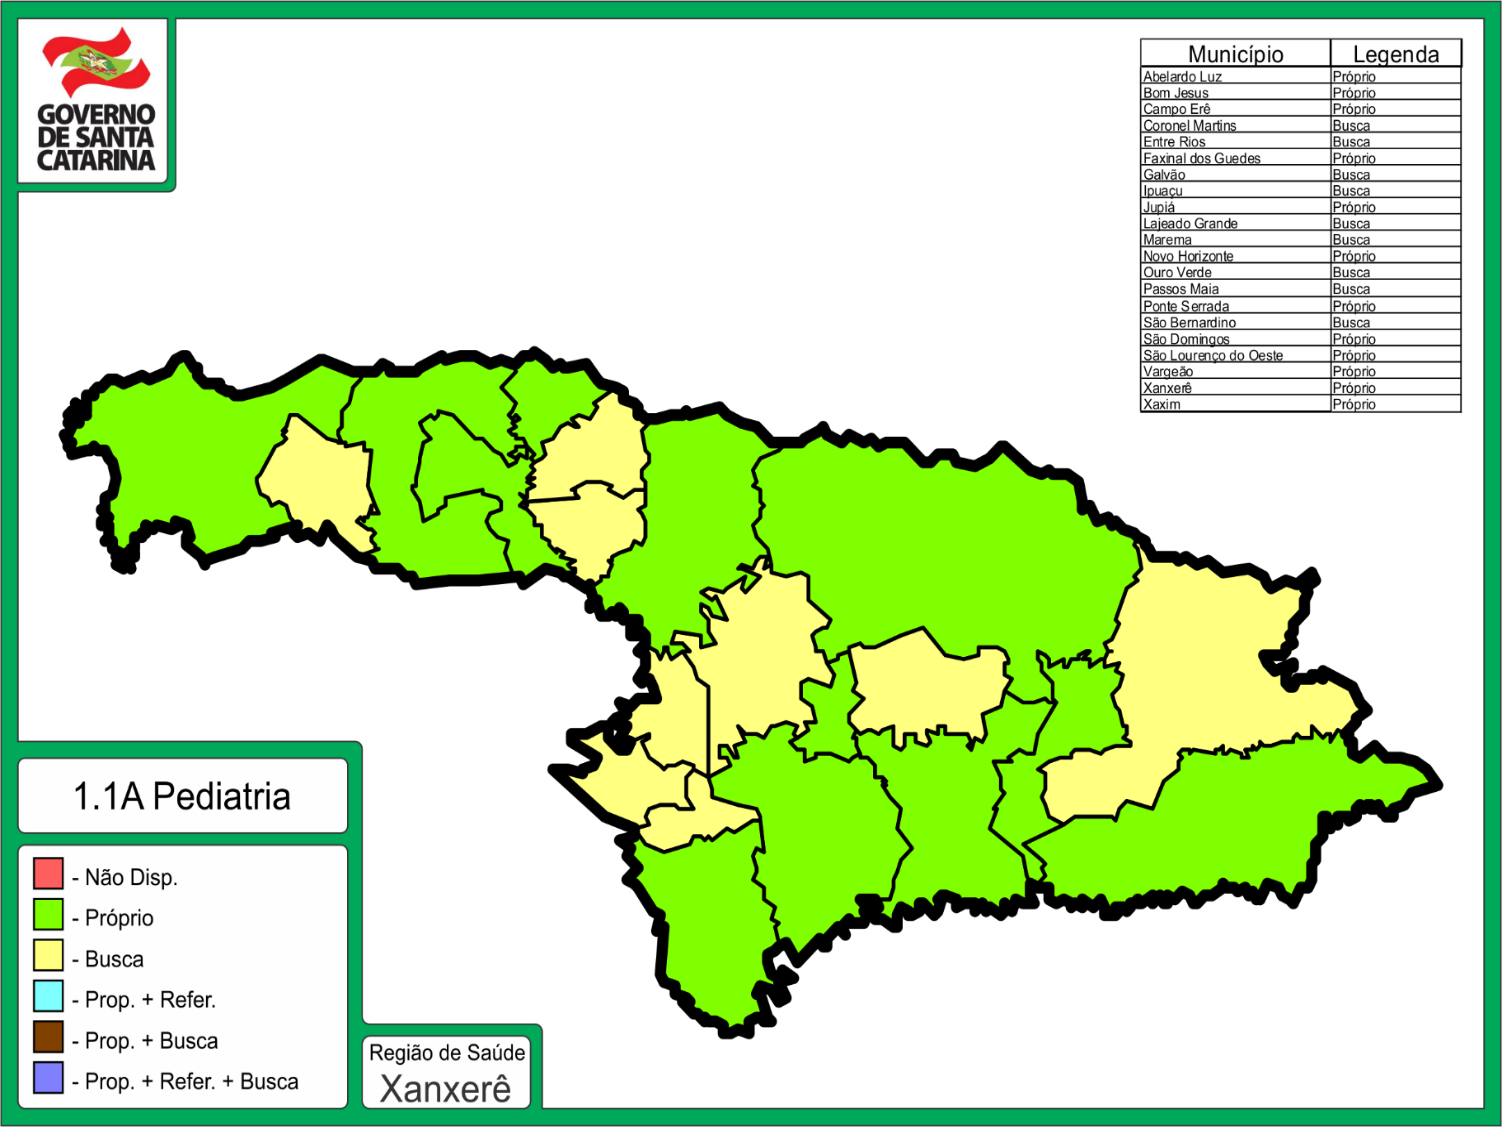 GOVERNO
DE SANTA
CATARINA
Município Legenda
Abelardo Luz Próprio
Bom Jesus Próprio
Campo Erê Próprio
Coronel Martins Busca
Entre Rios Busca
Faxinal dos Guedes Próprio
Galvão Busca
Ipuaçu Busca
Jupiá Próprio
Lajeado Grande Busca
Marema Busca
Novo Horizonte Próprio
Ouro Verde Busca
Passos Maia Busca
Ponte Serrada Próprio
São Bernardino Busca
São Domingos Próprio
São Lourenço do Oeste Próprio
Vargeão Próprio
Xanxerê Próprio
Xaxim Próprio
1.1A Pediatria
- Não Disp.
- Próprio
- Busca
- Prop. + Refer.
- Prop. + Busca
- Prop. + Refer. + Busca
Região de Saúde
Xanxerê